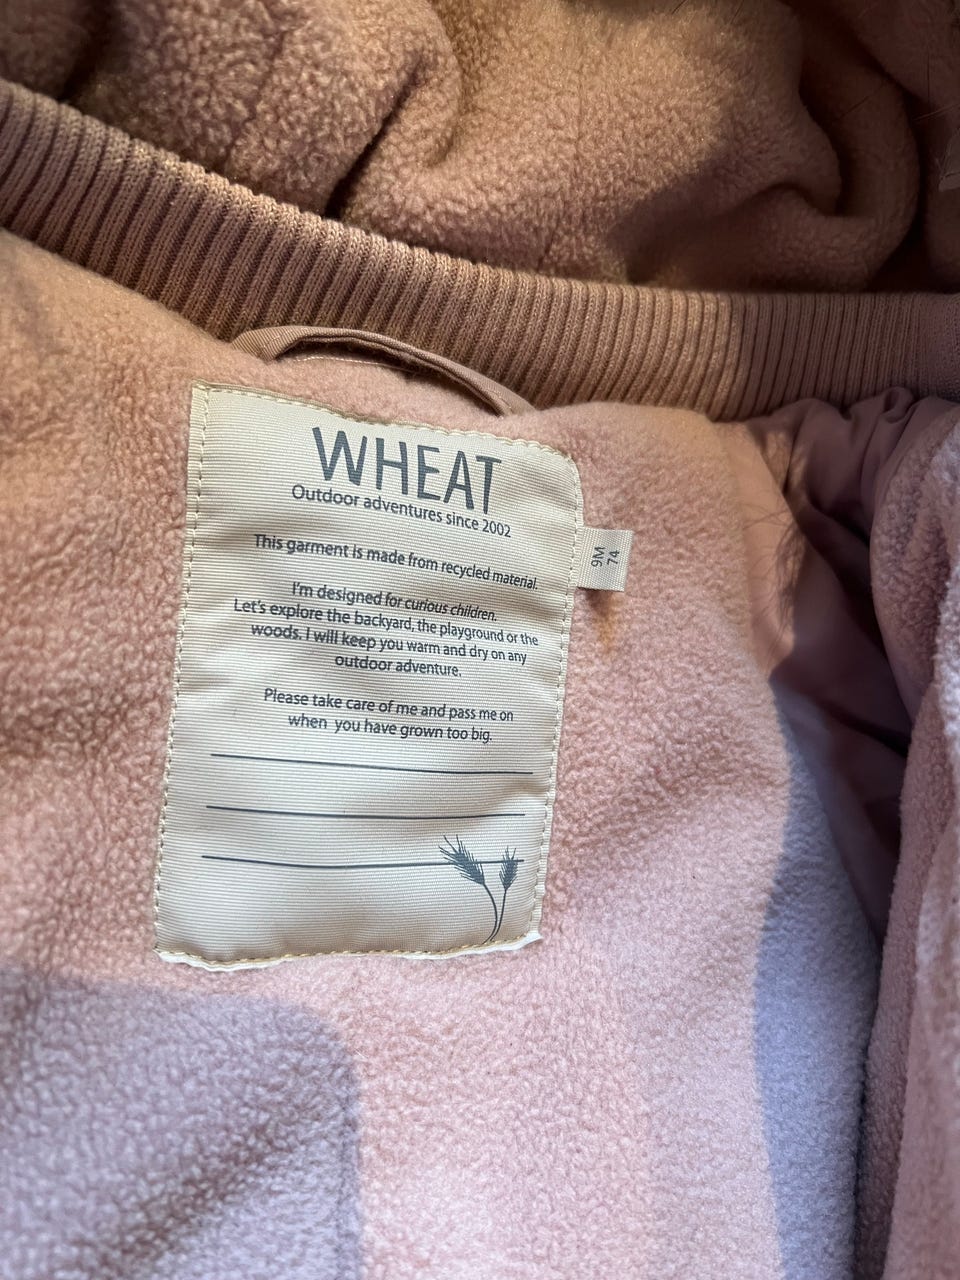 WHEAT
Outdoor adventures since 2002
This garment is made from recycled material.
I'm designed for curious children.
Let's explore the backyard, the playground or the
woods. I will keep you warm and dry on any
outdoor adventure.
Please take care of me and pass me on
when you have grown too big.
9M
74